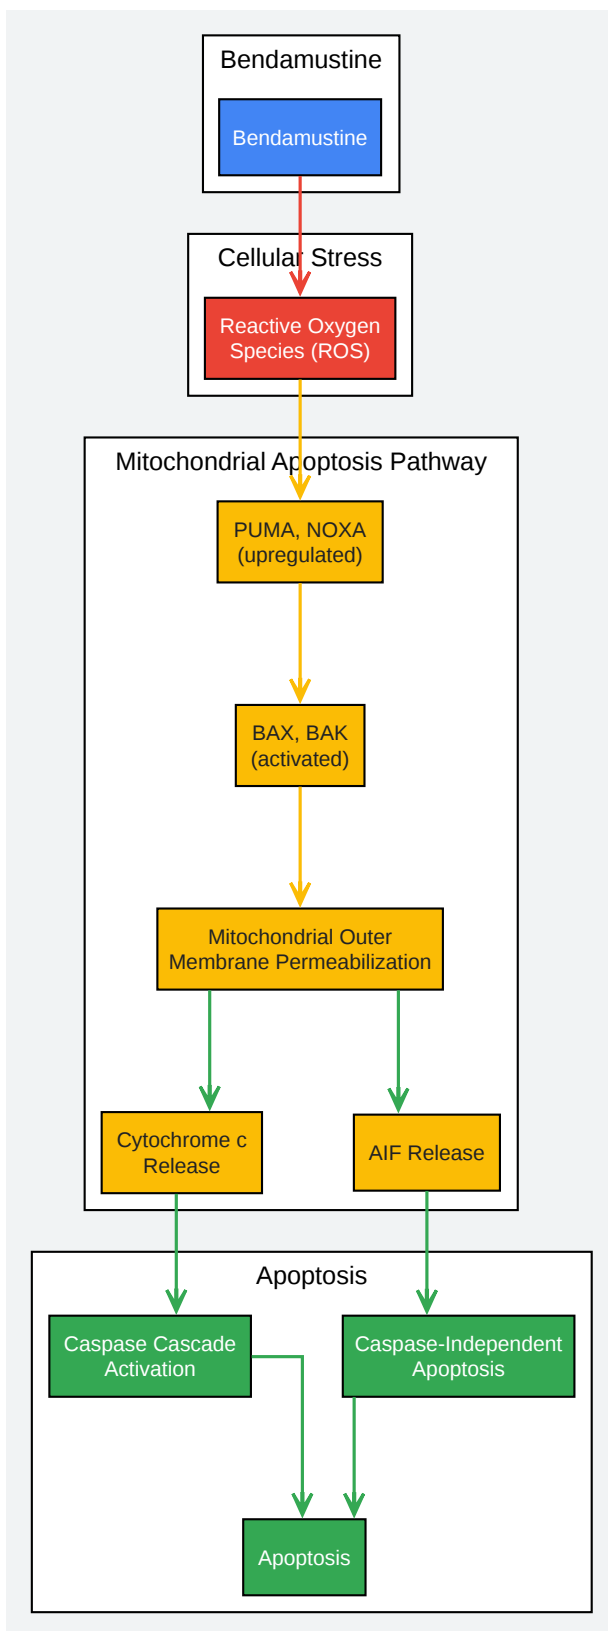 Bendamustine
Bendamustine
Cellular Stress
Reactive Oxygen
Species (ROS)
Mitochondrial Apoptosis Pathway
PUMA, NOXA
(upregulated)
BAX, BAK
(activated)
Mitochondrial Outer
Membrane Permeabilization
Cytochrome c
Release
AIF Release
Apoptosis
Caspase Cascade
Activation
Caspase-Independent
Apoptosis
Apoptosis